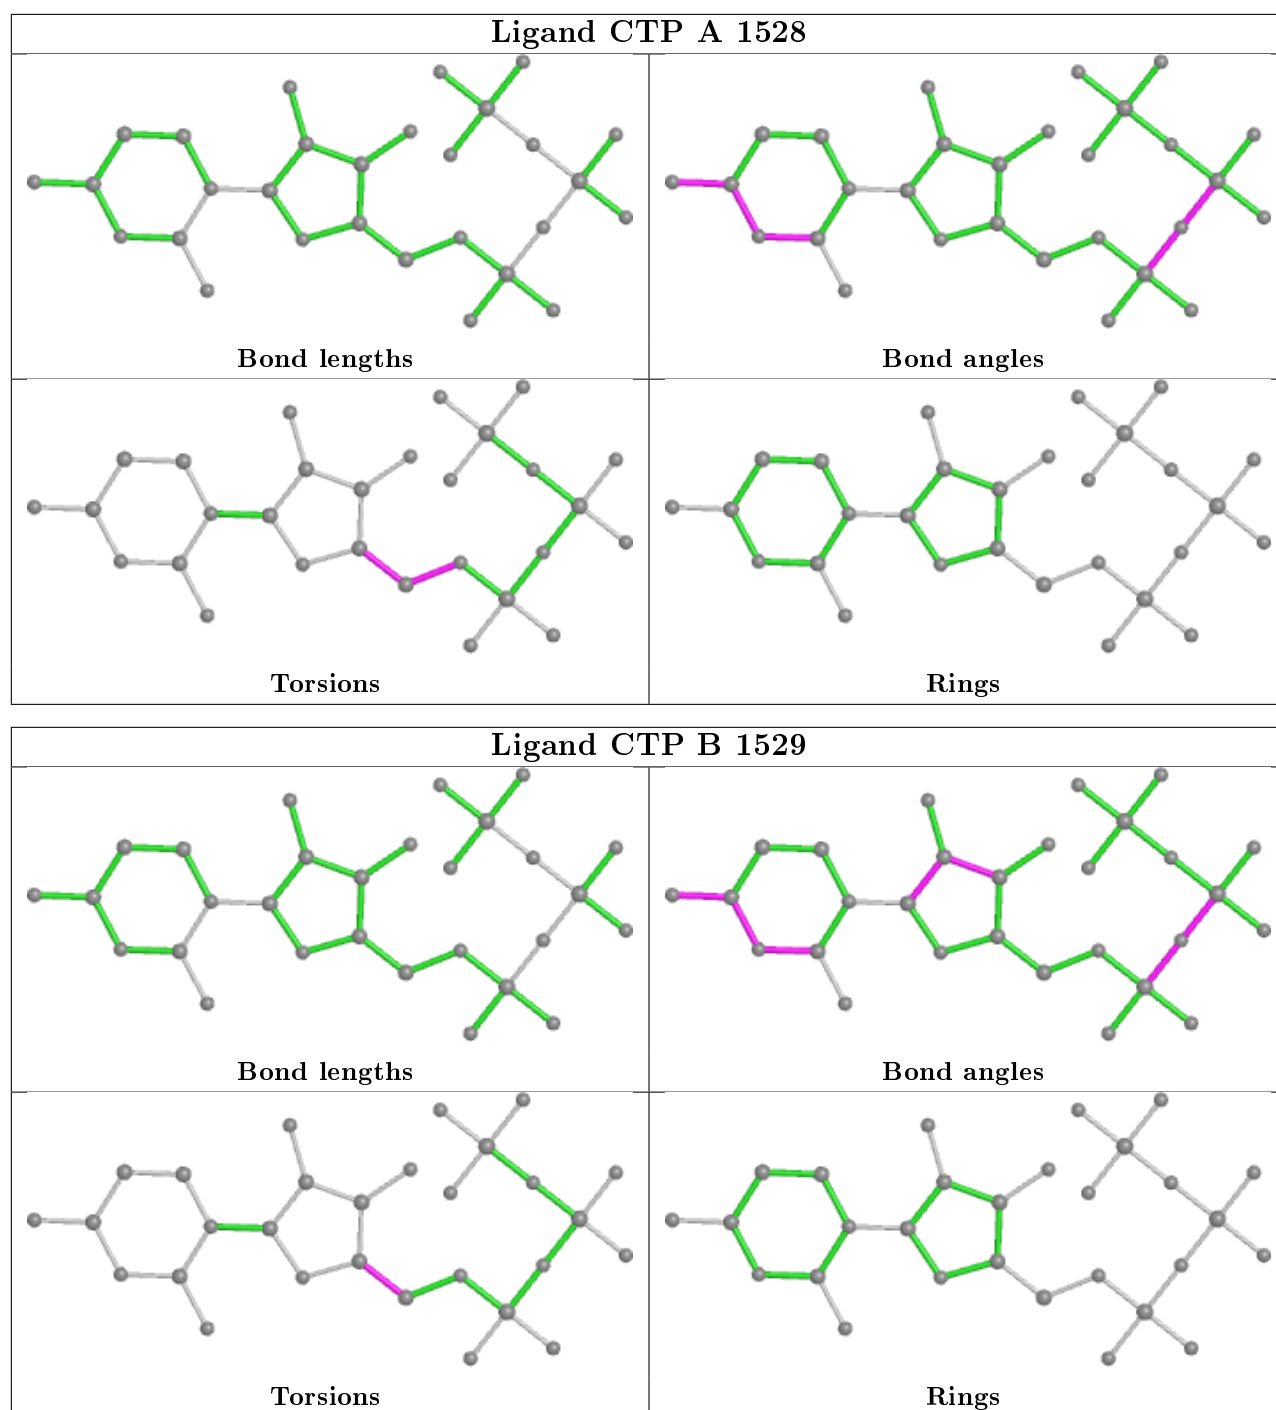 Ligand CTP A 1528
Bond lengths
Bond angles
Torsions
Rings
Ligand CTP B 1529
Bond lengths
Bond angles
Torsions
Rings